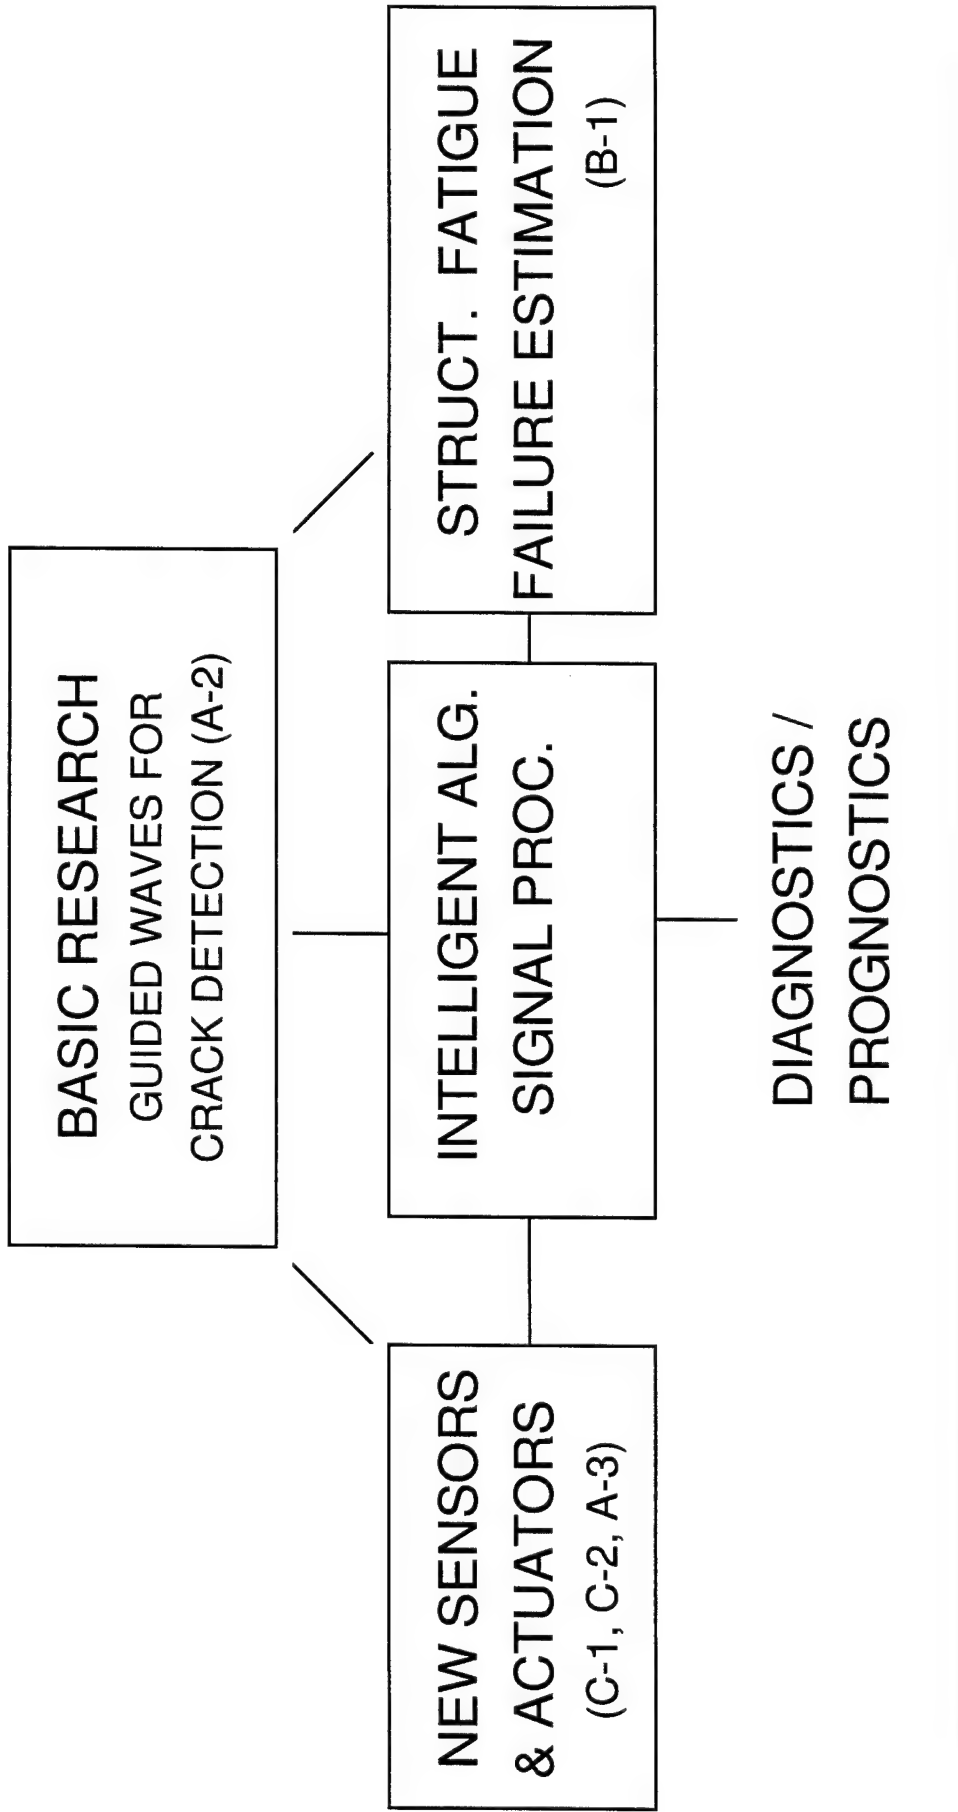 BASIC RESEARCH
GUIDED WAVES FOR
CRACK DETECTION (A-2)
NEW SENSORS
& ACTUATORS
(C-1, C-2, A-3)
INTELLIGENT ALG.
SIGNAL PROC.
STRUCT. FATIGUE
FAILURE ESTIMATION
(B-1)
DIAGNOSTICS /
PROGNOSTICS